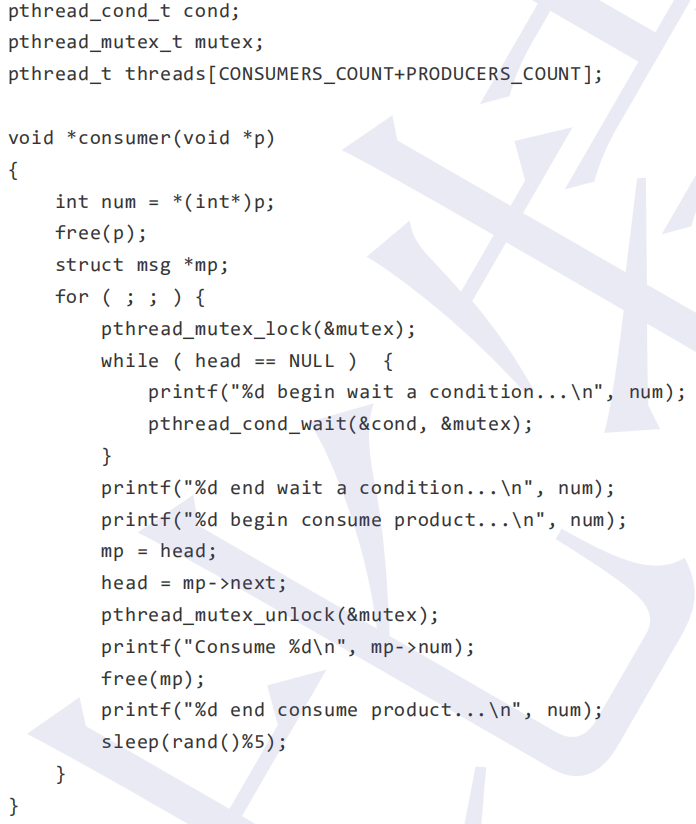 pthread_cond_t cond;
pthread_mutex_t mutex;
pthread_t threads[CONSUMERS_COUNT+PRODUCERS_COUNT];

void *consumer(void *p)
{
    int num = *(int*)p;
    free(p);
    struct msg *mp;
    for ( ; ; ) {
        pthread_mutex_lock(&mutex);
        while ( head == NULL )  {
            printf("%d begin wait a condition...\n", num);
            pthread_cond_wait(&cond, &mutex);
        }
        printf("%d end wait a condition...\n", num);
        printf("%d begin consume product...\n", num);
        mp = head;
        head = mp->next;
        pthread_mutex_unlock(&mutex);
        printf("Consume %d\n", mp->num);
        free(mp);
        printf("%d end consume product...\n", num);
        sleep(rand()%5);
    }
}